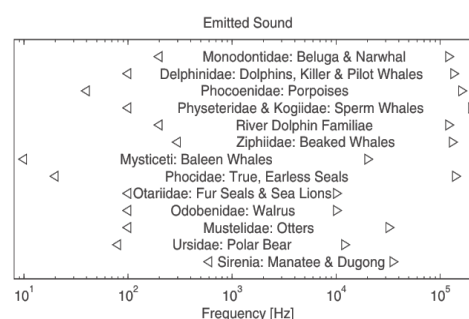 Emitted Sound
Monodontidae: Beluga & Narwhal
Delphinidae: Dolphins, Killer & Pilot Whales
Phocoenidae: Porpoises
Physeteridae & Kogiidae: Sperm Whales
River Dolphin Familiae
Ziphiidae: Beaked Whales
Mysticeti: Baleen Whales
Phocidae: True, Earless Seals
Otariidae: Fur Seals & Sea Lions
Odobenidae: Walrus
Mustelidae: Otters
Ursidae: Polar Bear
Sirenia: Manatee & Dugong
10¹ 10² 10³ 10⁴ 10⁵
Frequency [Hz]